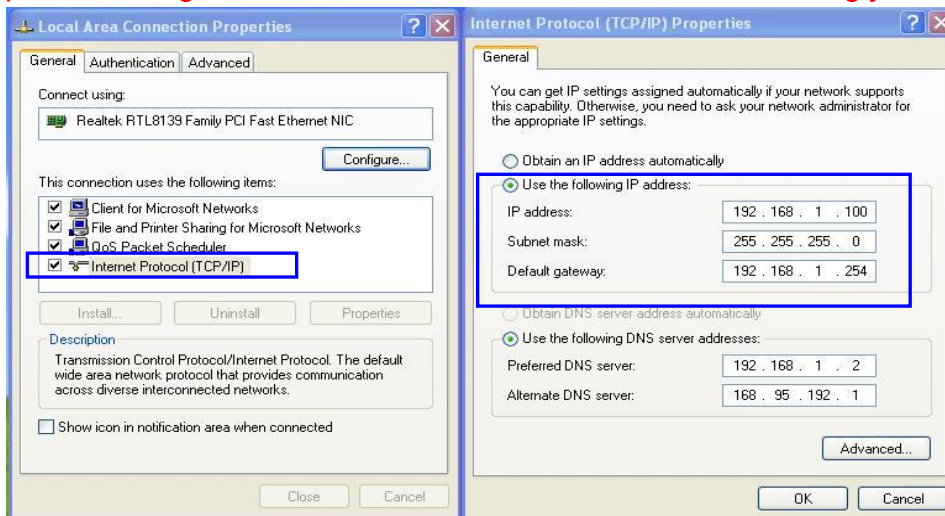 Local Area Connection Properties
General Authentication Advanced
Connect using:
Realtek RTL8139 Family PCI Fast Ethernet NIC
Configure...
This connection uses the following items:
Client for Microsoft Networks
File and Printer Sharing for Microsoft Networks
QoS Packet Scheduler
Internet Protocol (TCP/IP)
Install... Uninstall Properties
Description
Transmission Control Protocol/Internet Protocol. The default
wide area network protocol that provides communication
across diverse interconnected networks.
Show icon in notification area when connected
Close Cancel
Internet Protocol (TCP/IP) Properties
General
You can get IP settings assigned automatically if your network supports
this capability. Otherwise, you need to ask your network administrator for
the appropriate IP settings.
Obtain an IP address automatically
Use the following IP address:
IP address: 192 . 168 . 1 . 100
Subnet mask: 255 . 255 . 255 . 0
Default gateway: 192 . 168 . 1 . 254
Obtain DNS server address automatically
Use the following DNS server addresses:
Preferred DNS server: 192 . 168 . 1 . 2
Alternate DNS server: 168 . 95 . 192 . 1
Advanced...
OK Cancel